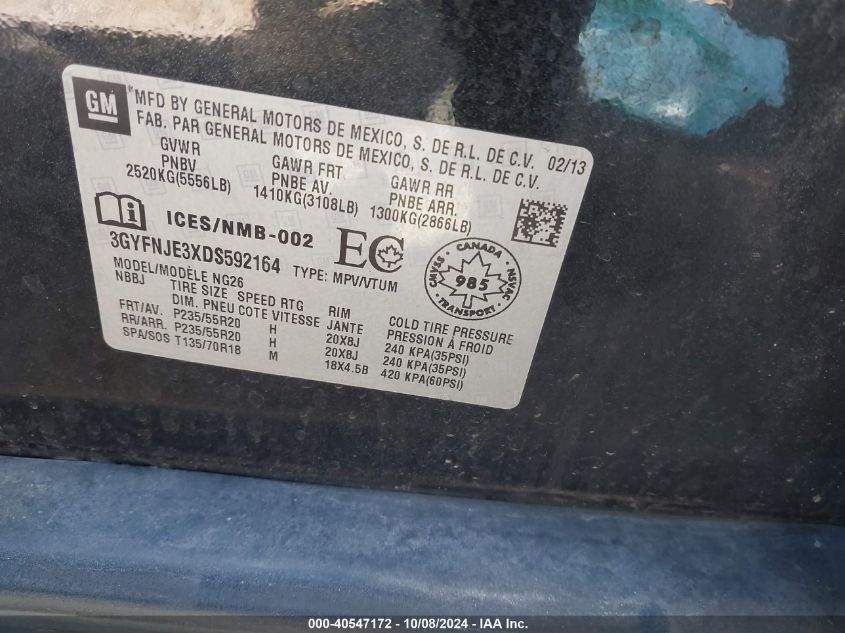 GM
*MFD BY GENERAL MOTORS DE MEXICO, S. DE R.L. DE C.V. 02/13
FAB. PAR GENERAL MOTORS DE MEXICO, S. DE R.L. DE C.V.
GVWR GAWR FRT GAWR RR
PNBV PNBE AV. PNBE ARR.
2520KG(5556LB) 1410KG(3108LB) 1300KG(2866LB)
ICES/NMB-002 EC
3GYFNJE3XDS592164 TYPE: MPV/VTUM
CANADA
CMVSS NSVAC
985
TRANSPORT
MODEL/MODÈLE NG26
NBBJ TIRE SIZE SPEED RTG RIM COLD TIRE PRESSURE
DIM. PNEU COTE VITESSE JANTE PRESSION À FROID
FRT/AV. P235/55R20 H 20X8J 240 KPA(35PSI)
RR/ARR. P235/55R20 H 20X8J 240 KPA(35PSI)
SPA/SOS T135/70R18 M 18X4.5B 420 KPA(60PSI)
000-40547172 - 10/08/2024 - IAA Inc.